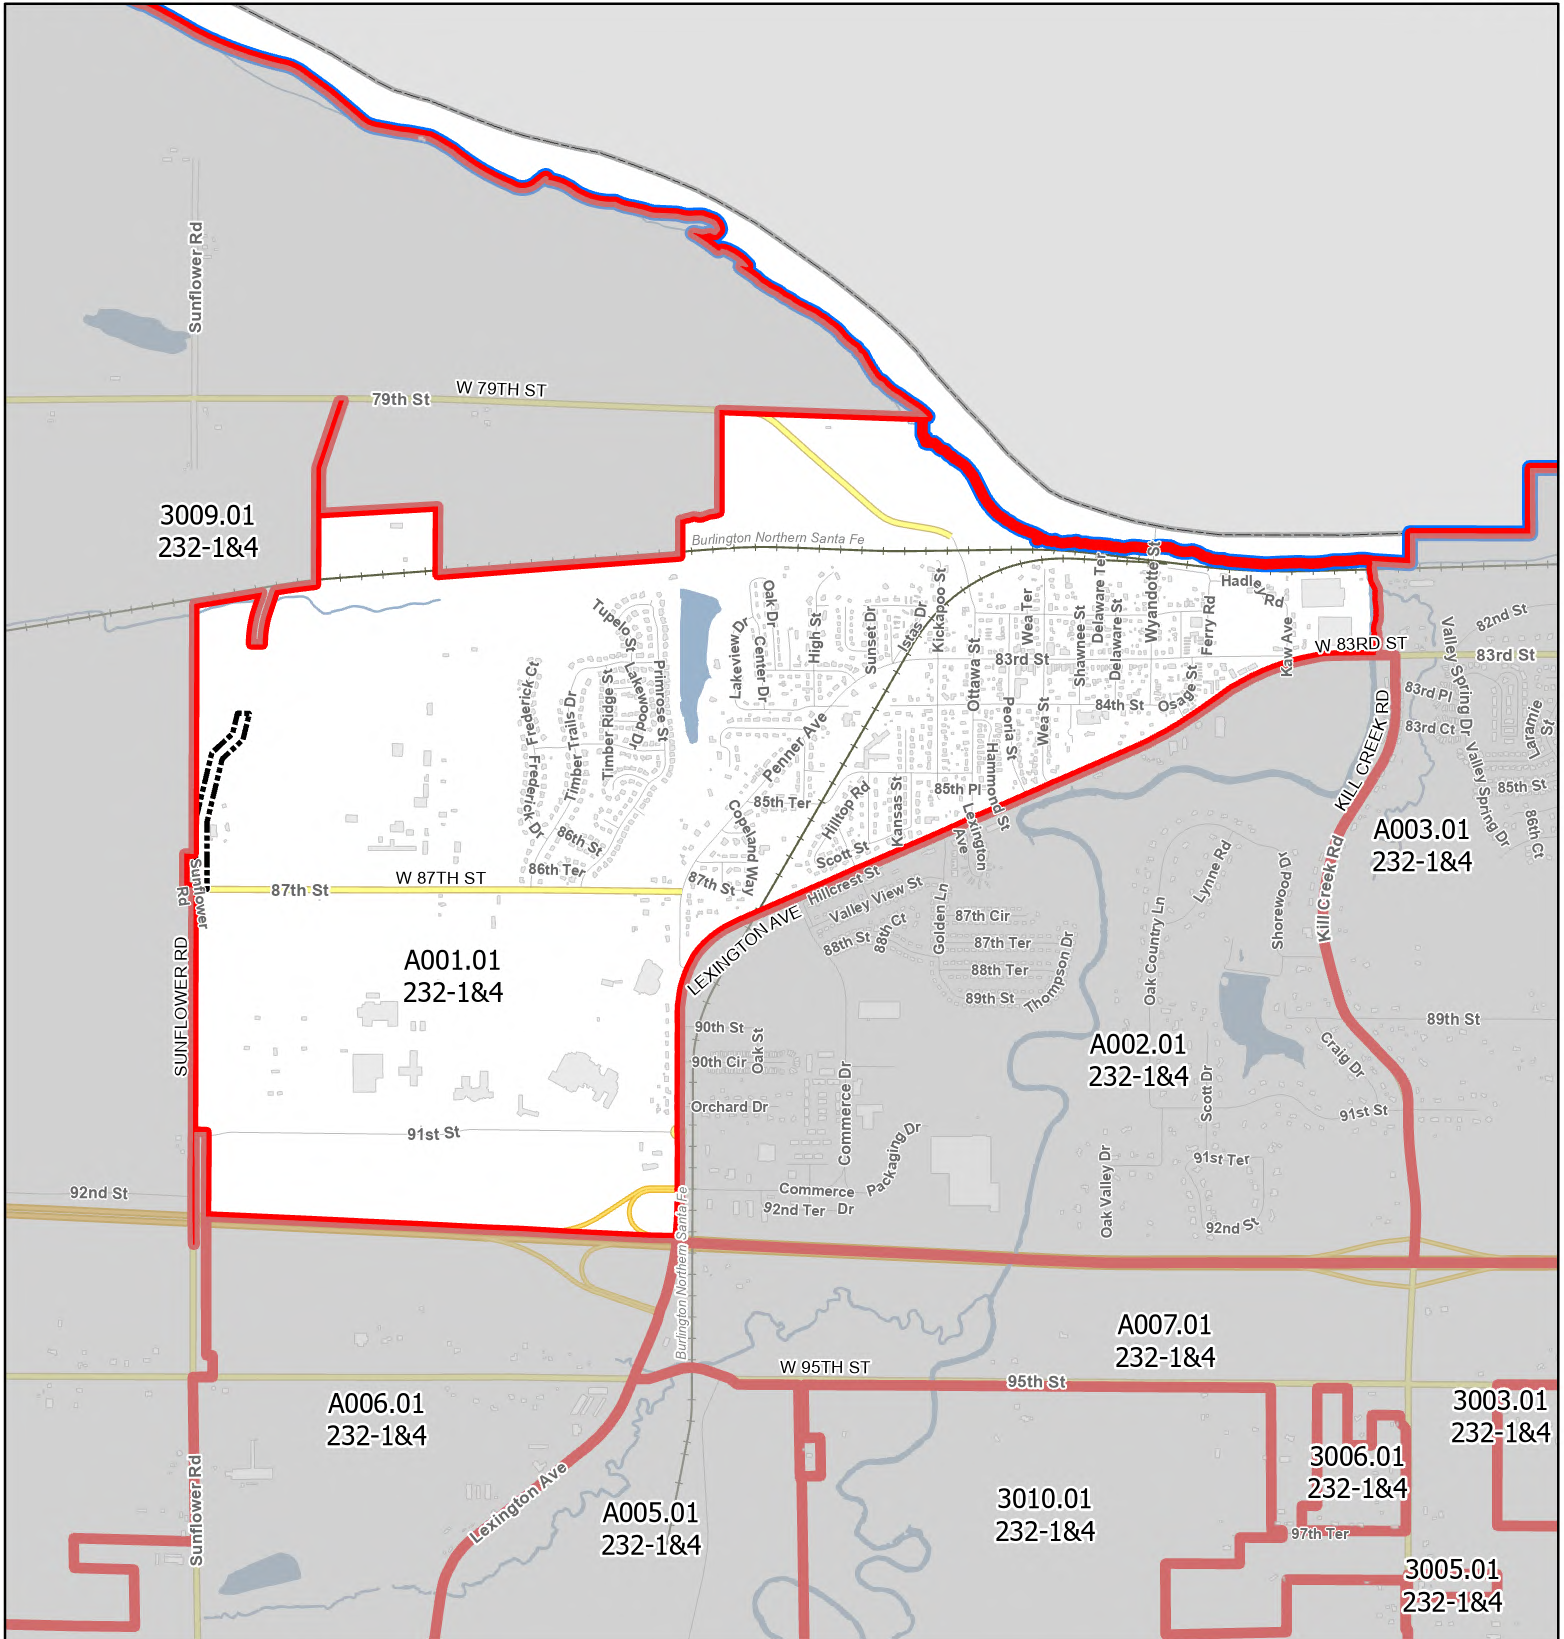 Sunflower Rd
79th St
W 79TH ST
3009.01
232-1&4
Burlington Northern Santa Fe
Hadley Rd
Tupelo St
Lakewood Dr
Primrose St
Frederick Ct
Frederick Dr
Timber Trails Dr
Timber Ridge St
Lakeview Dr
Oak Dr
Center Dr
High St
Sunset Dr
Istas Dr
Kickapoo St
Ottawa St
Wea Ter
Shawnee St
Delaware Ter
Delaware St
Wyandotte St
Ferry Rd
Kaw Ave
W 83RD ST
83rd St
83rd St
82nd St
84th St
Osage St
Peoria St
Wea St
Hammond St
Penner Ave
85th Ter
85th Pl
Hilltop Rd
Kansas St
Copeland Way
Scott St
Lexington
Ave
86th St
86th Ter
87th St
W 87TH ST
87th St
Sunflower
Rd
Hillcrest St
Valley View St
88th St
88th Ct
Golden Ln
87th Cir
87th Ter
88th Ter
89th St
Thompson Dr
LEXINGTON AVE
KILL CREEK RD
Kill Creek Rd
83rd Pl
83rd Ct
Valley Spring Dr
Valley Spring Dr
Laramie
St
85th St
86th Ct
A003.01
232-1&4
Lynne Rd
Shorewood Dr
Oak Country Ln
SUNFLOWER RD
A001.01
232-1&4
90th St
90th Cir
Oak St
Orchard Dr
Commerce Dr
Packaging Dr
A002.01
232-1&4
Scott Dr
Craig Dr
89th St
91st St
91st St
91st Ter
92nd St
Oak Valley Dr
Commerce
Dr
92nd Ter
92nd St
Burlington Northern Santa Fe
A007.01
232-1&4
W 95TH ST
95th St
A006.01
232-1&4
3003.01
232-1&4
3006.01
232-1&4
3010.01
232-1&4
A005.01
232-1&4
Lexington Ave
Sunflower Rd
97th Ter
3005.01
232-1&4